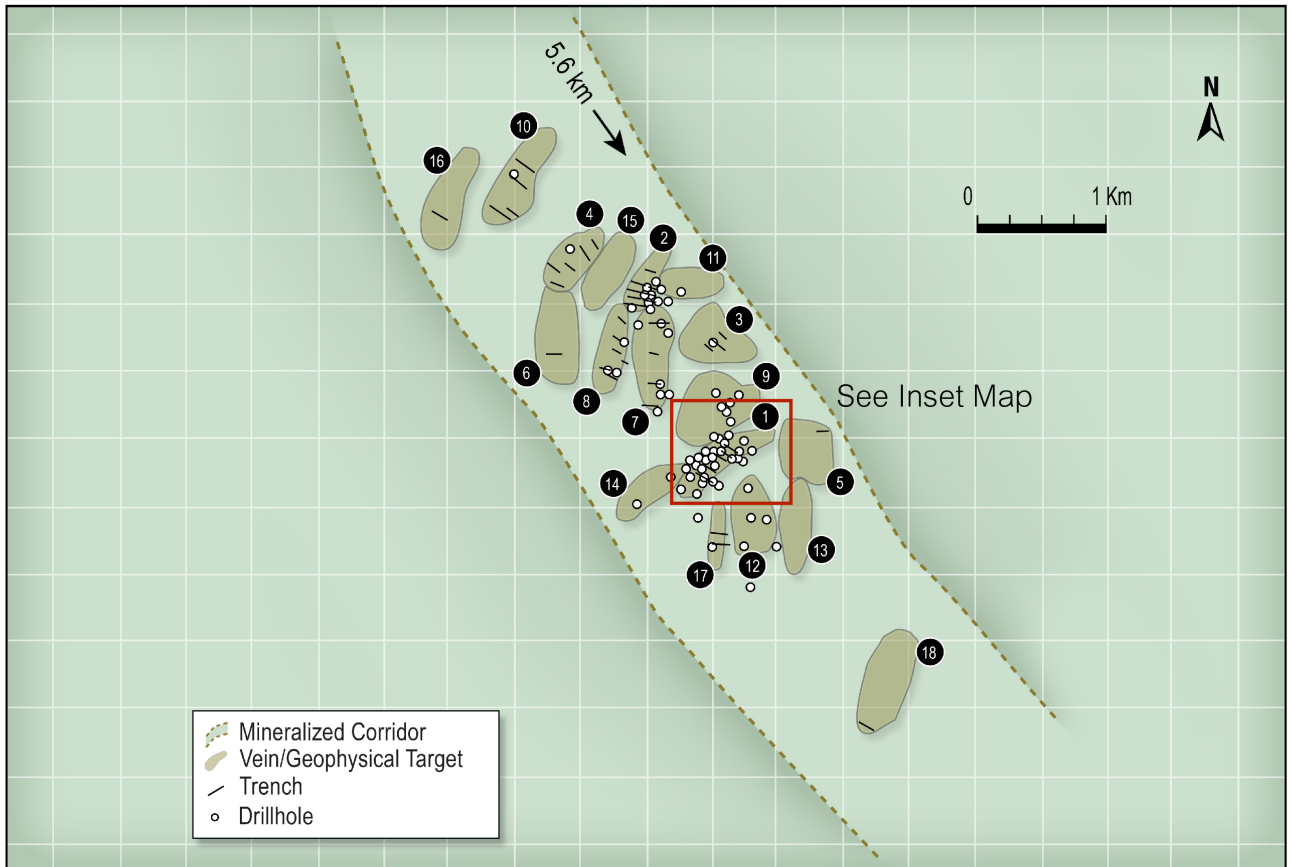 5.6 km
N
0 1 Km
10
16
4
15
2
11
3
6
9
8
See Inset Map
1
7
14
5
13
12
17
18
Mineralized Corridor
Vein/Geophysical Target
Trench
Drillhole